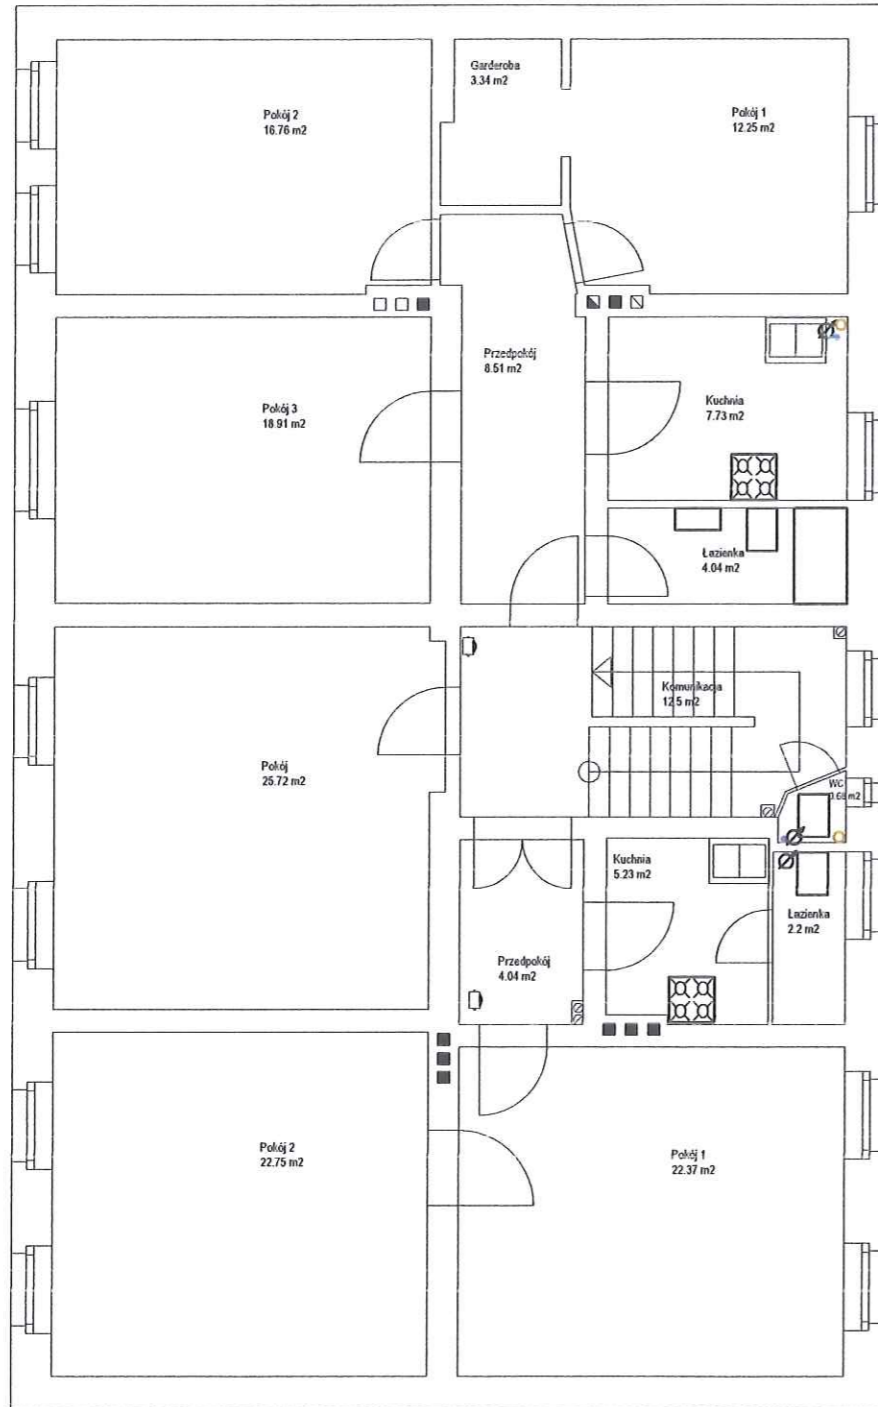 Garderoba
3.34 m2
Pokój 2
16.76 m2
Pokój 1
12.25 m2
Przedpokój
8.51 m2
Kuchnia
7.73 m2
Pokój 3
18.91 m2
Łazienka
4.04 m2
Komunikacja
12.5 m2
Pokój
25.72 m2
WC
0.68 m2
Kuchnia
5.23 m2
Łazienka
2.2 m2
Przedpokój
4.04 m2
Pokój 2
22.75 m2
Pokój 1
22.37 m2